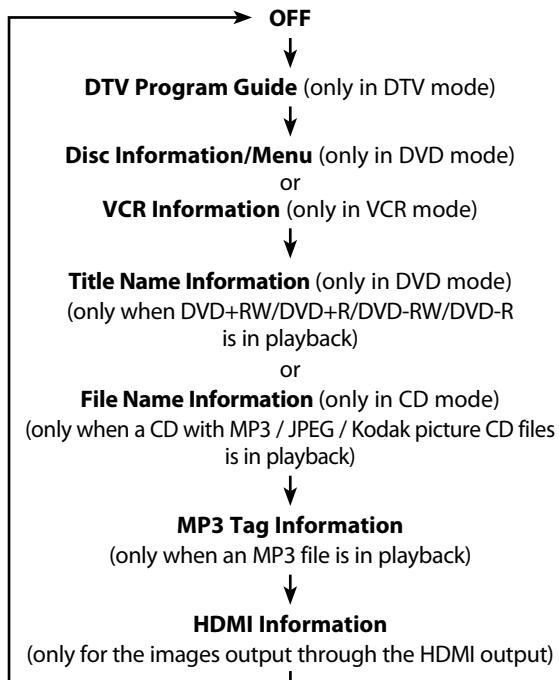 OFF
DTV Program Guide (only in DTV mode)
Disc Information/Menu (only in DVD mode)
or
VCR Information (only in VCR mode)
Title Name Information (only in DVD mode)
(only when DVD+RW/DVD+R/DVD-RW/DVD-R
is in playback)
or
File Name Information (only in CD mode)
(only when a CD with MP3 / JPEG / Kodak picture CD files
is in playback)
MP3 Tag Information
(only when an MP3 file is in playback)
HDMI Information
(only for the images output through the HDMI output)